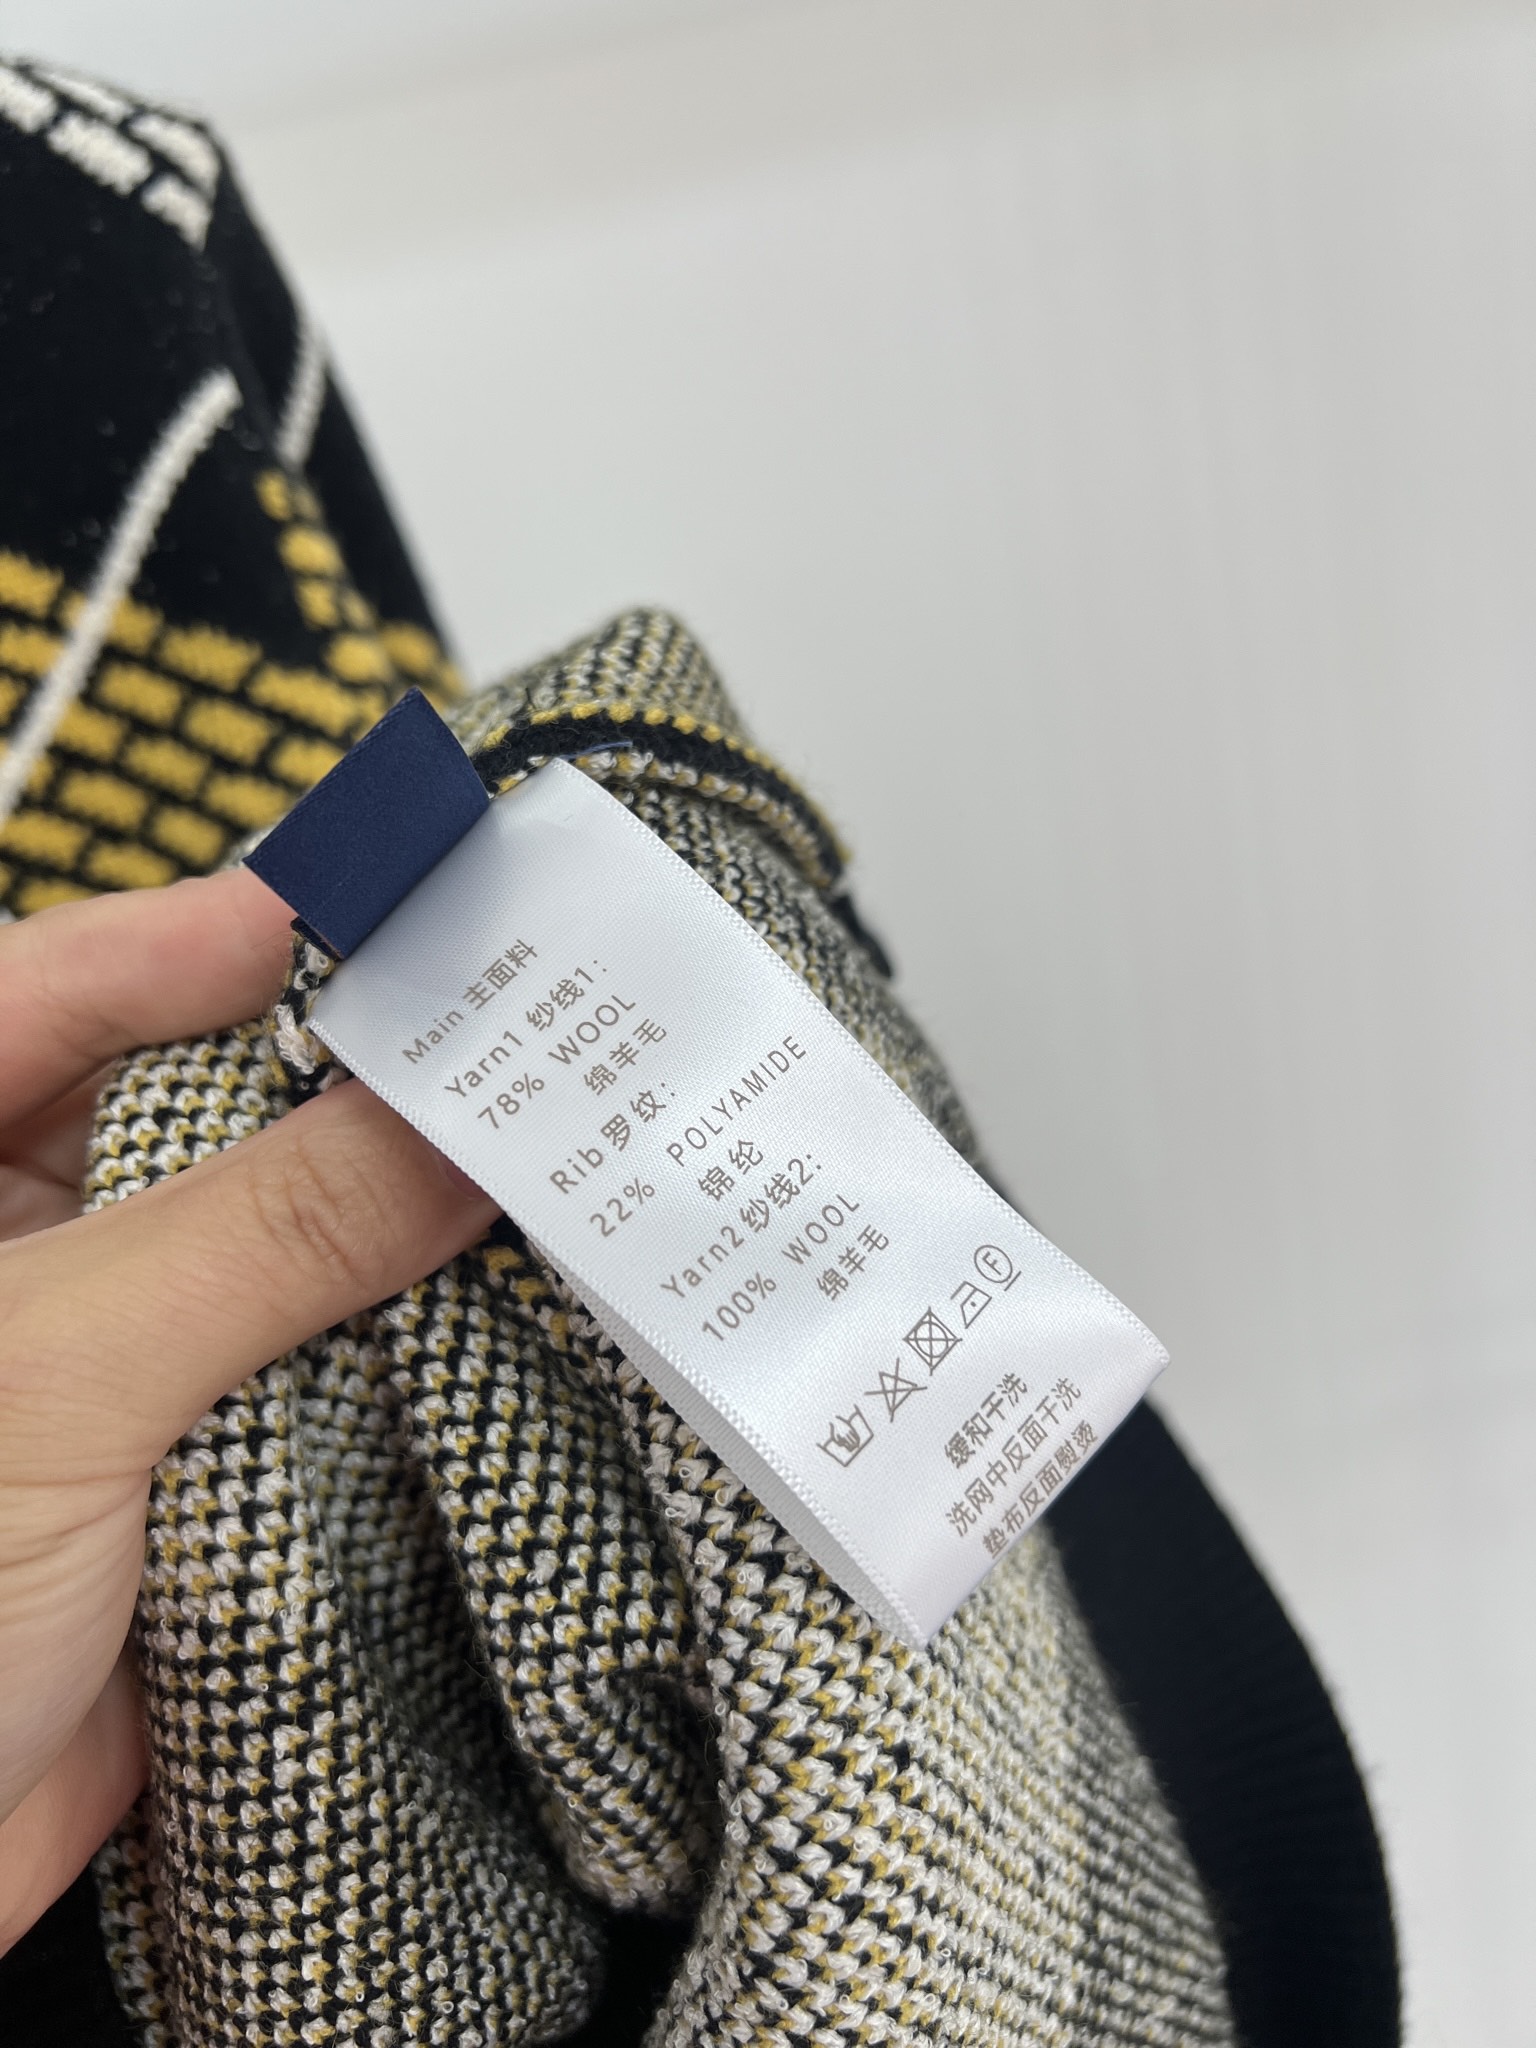 Main 主面料
Yarn1 纱线1:
78% WOOL
绵羊毛
Rib 罗纹:
22% POLYAMIDE
锦纶
Yarn2 纱线2:
100% WOOL
绵羊毛
F
缓和干洗
洗网中反面干洗
垫布反面熨烫